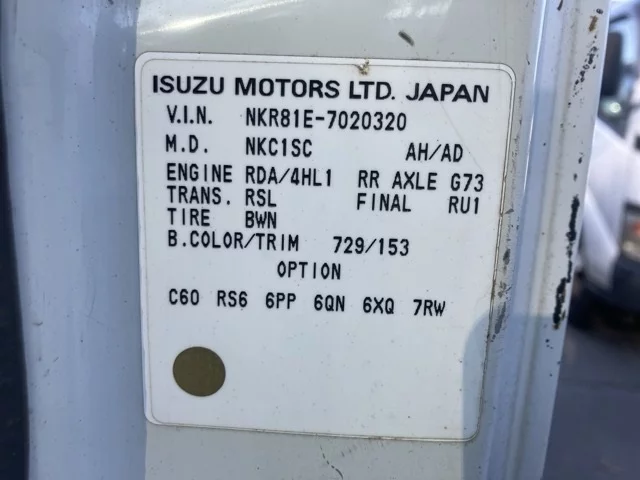 ISUZU MOTORS LTD. JAPAN
V.I.N. NKR81E-7020320
M.D. NKC1SC AH/AD
ENGINE RDA/4HL1 RR AXLE G73
TRANS. RSL FINAL RU1
TIRE BWN
B.COLOR/TRIM 729/153
OPTION
C60 RS6 6PP 6QN 6XQ 7RW